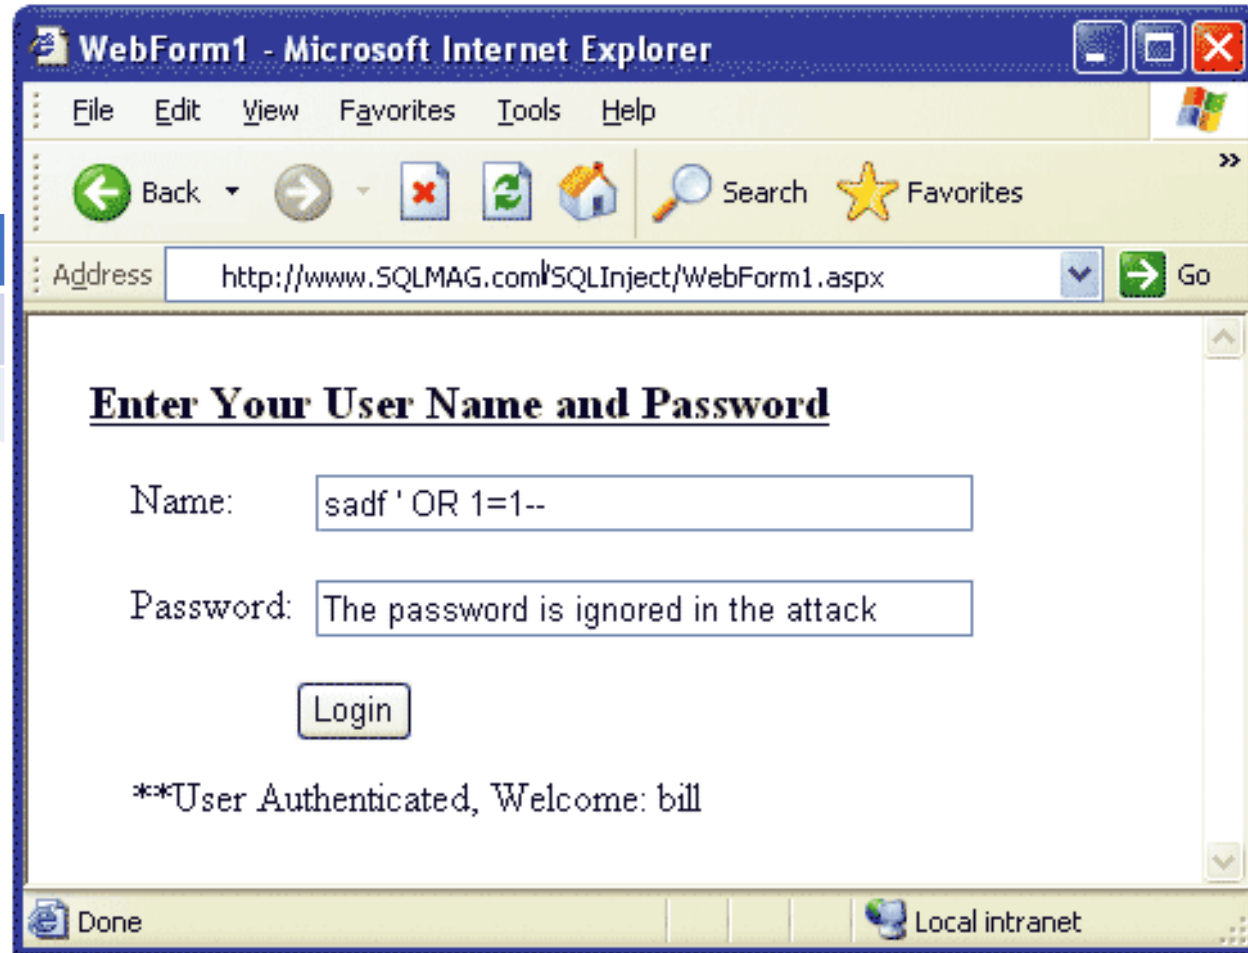 WebForm1 - Microsoft Internet Explorer
File Edit View Favorites Tools Help
Back Search Favorites »
Address http://www.SQLMAG.com/SQLInject/WebForm1.aspx Go
Enter Your User Name and Password
Name: sadf ' OR 1=1--
Password: The password is ignored in the attack
Login
**User Authenticated, Welcome: bill
Done Local intranet